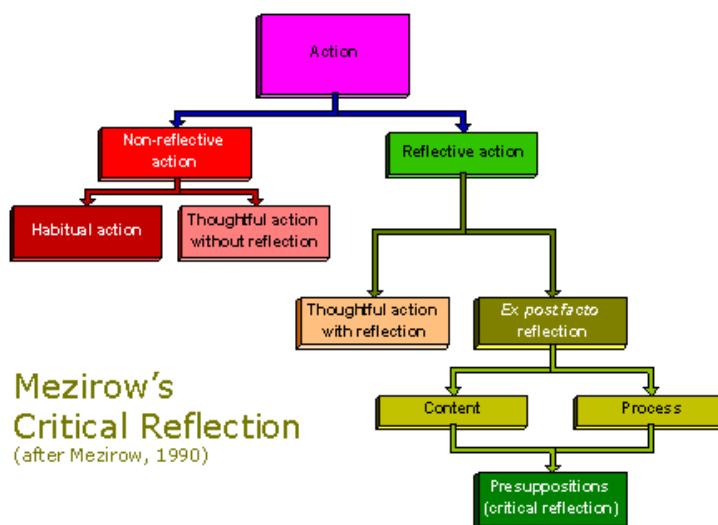 Action
Non-reflective
action
Reflective action
Habitual action
Thoughtful action
without reflection
Thoughtful action
with reflection
Ex post facto
reflection
Mezirow's
Critical Reflection
(after Mezirow, 1990)
Content
Process
Presuppositions
(critical reflection)